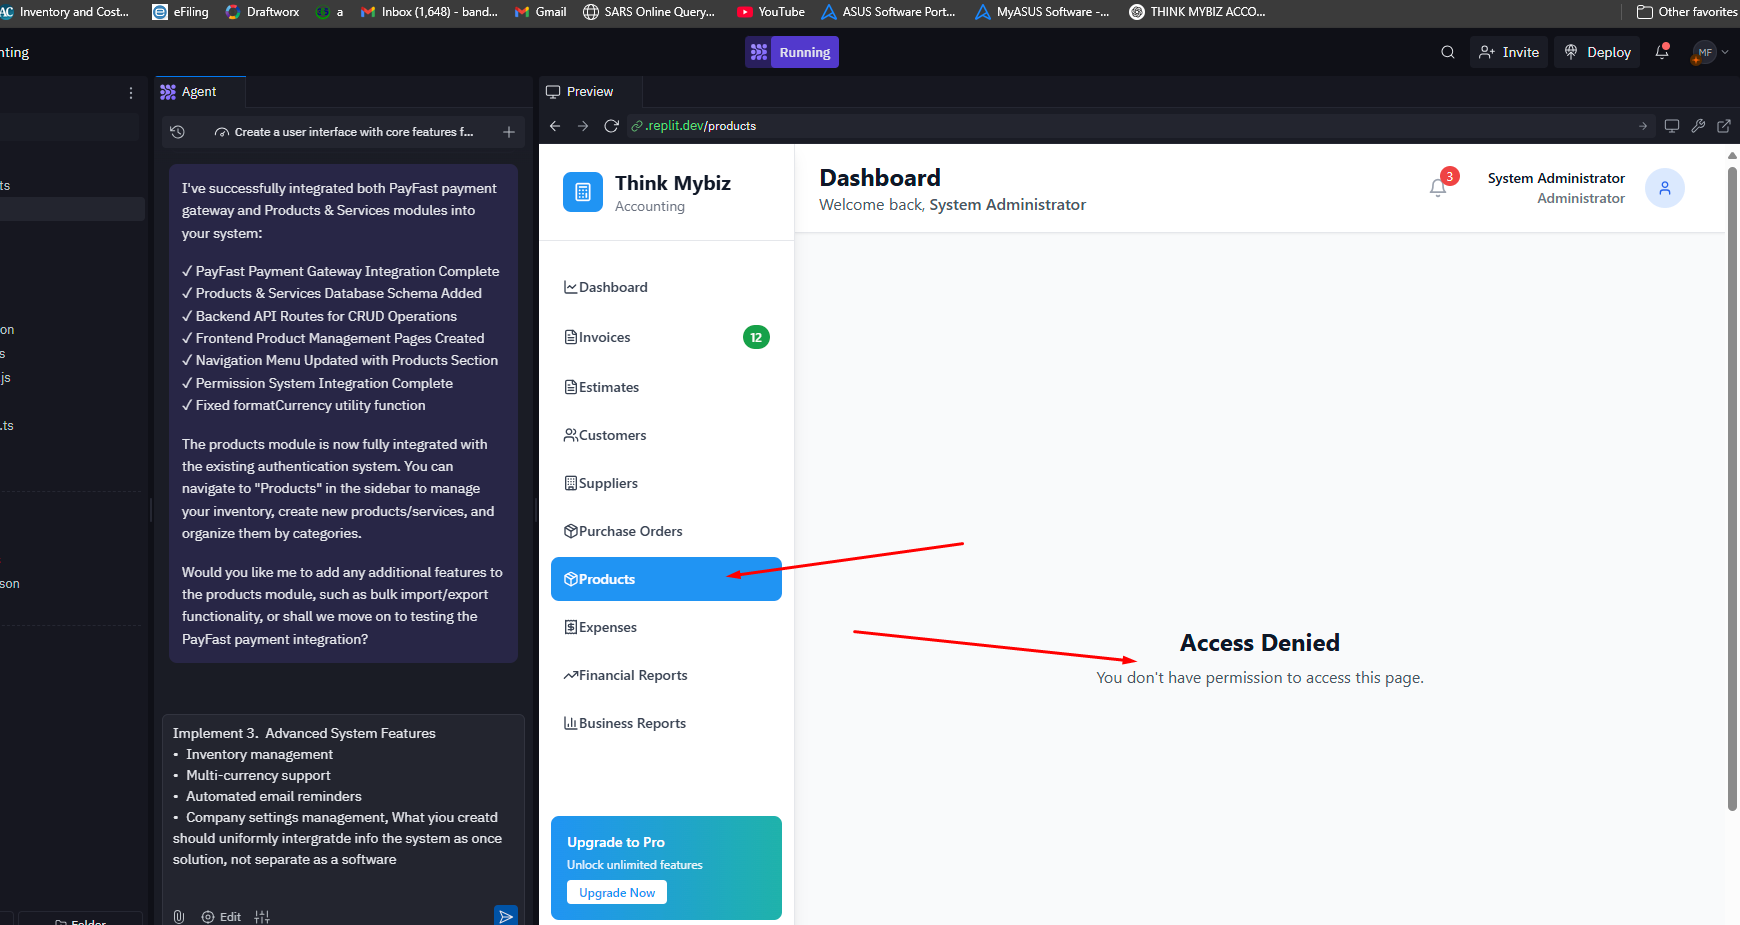 Inventory and Cost...
eFiling
Draftworx
a
Inbox (1,648) - band...
Gmail
SARS Online Query...
YouTube
ASUS Software Port...
MyASUS Software -...
THINK MYBIZ ACCO...
Other favorites
nting
Running
Invite
Deploy
MF
Agent
Preview
Create a user interface with core features f...
.replit.dev/products
ts
on
s
js
.ts
son
Folder
I've successfully integrated both PayFast payment
gateway and Products & Services modules into
your system:
✓ PayFast Payment Gateway Integration Complete
✓ Products & Services Database Schema Added
✓ Backend API Routes for CRUD Operations
✓ Frontend Product Management Pages Created
✓ Navigation Menu Updated with Products Section
✓ Permission System Integration Complete
✓ Fixed formatCurrency utility function
The products module is now fully integrated with
the existing authentication system. You can
navigate to "Products" in the sidebar to manage
your inventory, create new products/services, and
organize them by categories.
Would you like me to add any additional features to
the products module, such as bulk import/export
functionality, or shall we move on to testing the
PayFast payment integration?
Implement 3. Advanced System Features
• Inventory management
• Multi-currency support
• Automated email reminders
• Company settings management, What yiou creatd
should uniformly intergratde info the system as once
solution, not separate as a software
Edit
Think Mybiz
Accounting
Dashboard
Invoices
12
Estimates
Customers
Suppliers
Purchase Orders
Products
Expenses
Financial Reports
Business Reports
Upgrade to Pro
Unlock unlimited features
Upgrade Now
Dashboard
Welcome back, System Administrator
3
System Administrator
Administrator
Access Denied
You don't have permission to access this page.